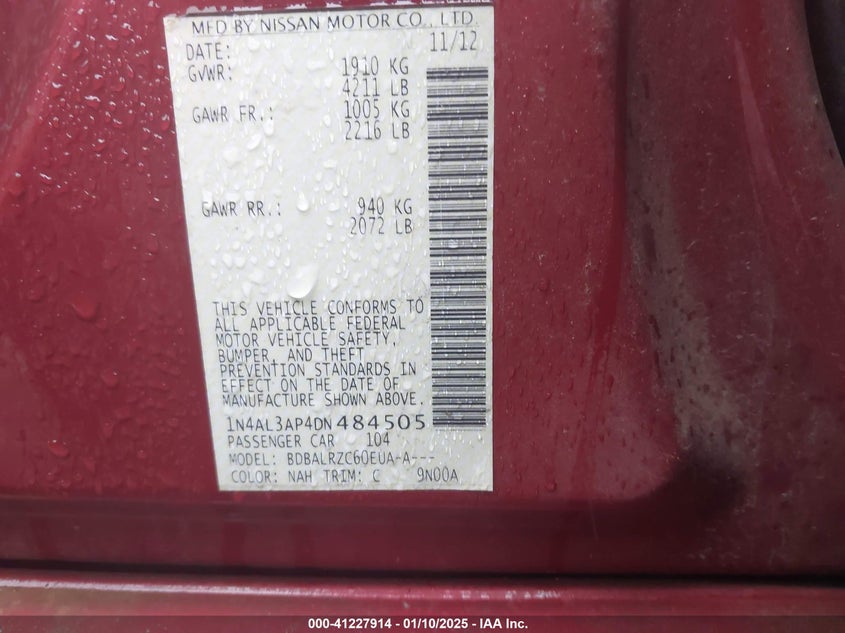 MFD BY NISSAN MOTOR CO., LTD.
DATE: 11/12
GVWR: 1910 KG
4211 LB
GAWR FR.: 1005 KG
2216 LB
GAWR RR.: 940 KG
2072 LB
THIS VEHICLE CONFORMS TO
ALL APPLICABLE FEDERAL
MOTOR VEHICLE SAFETY,
BUMPER, AND THEFT
PREVENTION STANDARDS IN
EFFECT ON THE DATE OF
MANUFACTURE SHOWN ABOVE.
1N4AL3AP4DN484505
PASSENGER CAR 104
MODEL: BDBALRZC60EUA-A---
COLOR: NAH TRIM: C 9N00A
000-41227914 - 01/10/2025 - IAA Inc.